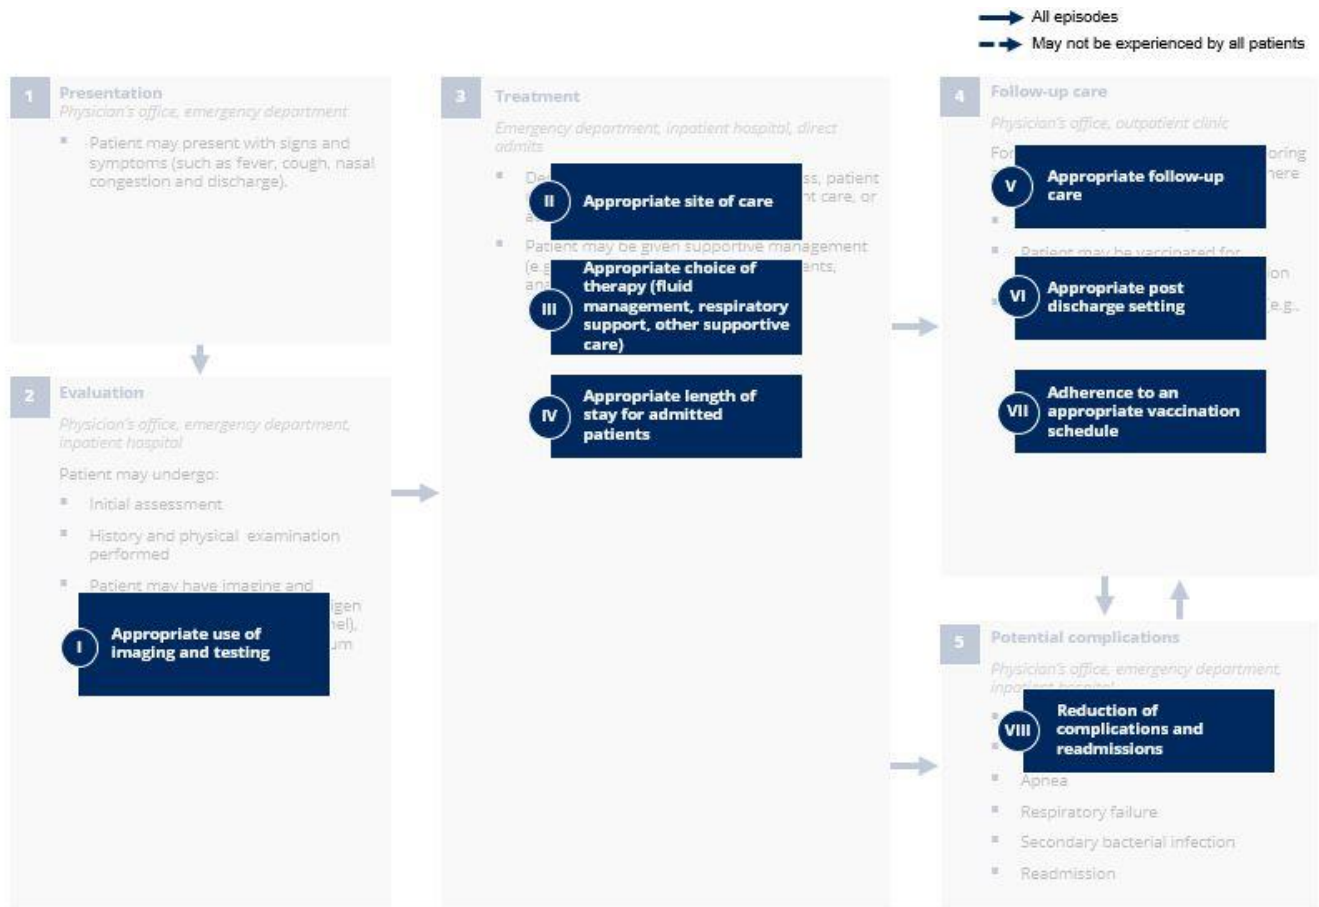 All episodes
May not be experienced by all patients
1
Presentation
Physician's office, emergency department
Patient may present with signs and
symptoms (such as fever, cough, nasal
congestion and discharge).
2
Evaluation
Physician's office, emergency department,
inpatient hospital
Patient may undergo:
Initial assessment
History and physical examination
performed
Patient may have imaging and
I
Appropriate use of
imaging and testing
3
Treatment
Emergency department, inpatient hospital, direct
admits
patient
care, or
II
Appropriate site of care
Patient may be given supportive management
III
Appropriate choice of
therapy (fluid
management, respiratory
support, other supportive
care)
IV
Appropriate length of
stay for admitted
patients
4
Follow-up care
Physician's office, outpatient clinic
V
Appropriate follow-up
care
Patient may be vaccinated for
VI
Appropriate post
discharge setting
VII
Adherence to an
appropriate vaccination
schedule
5
Potential complications
Physician's office, emergency department,
inpatient hospital
VIII
Reduction of
complications and
readmissions
Apnea
Respiratory failure
Secondary bacterial infection
Readmission